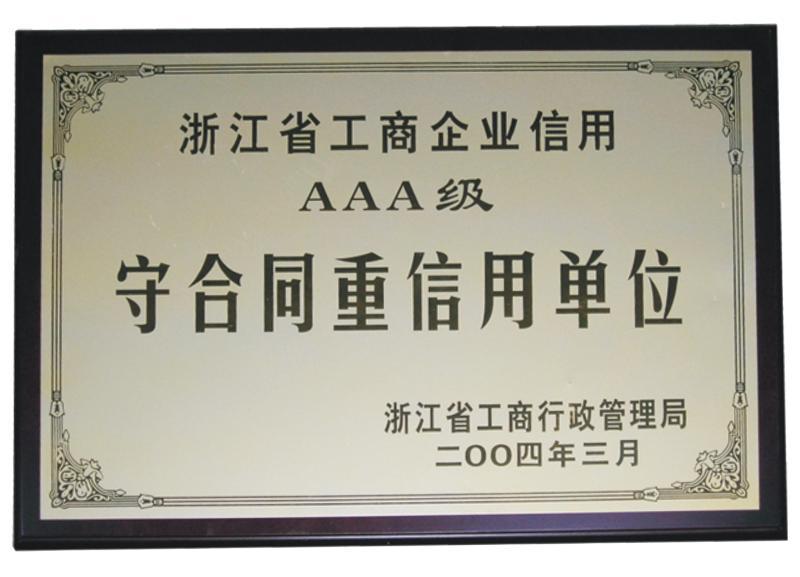 浙江省工商企业信用
AAA级
守合同重信用单位
浙江省工商行政管理局
二OO四年三月